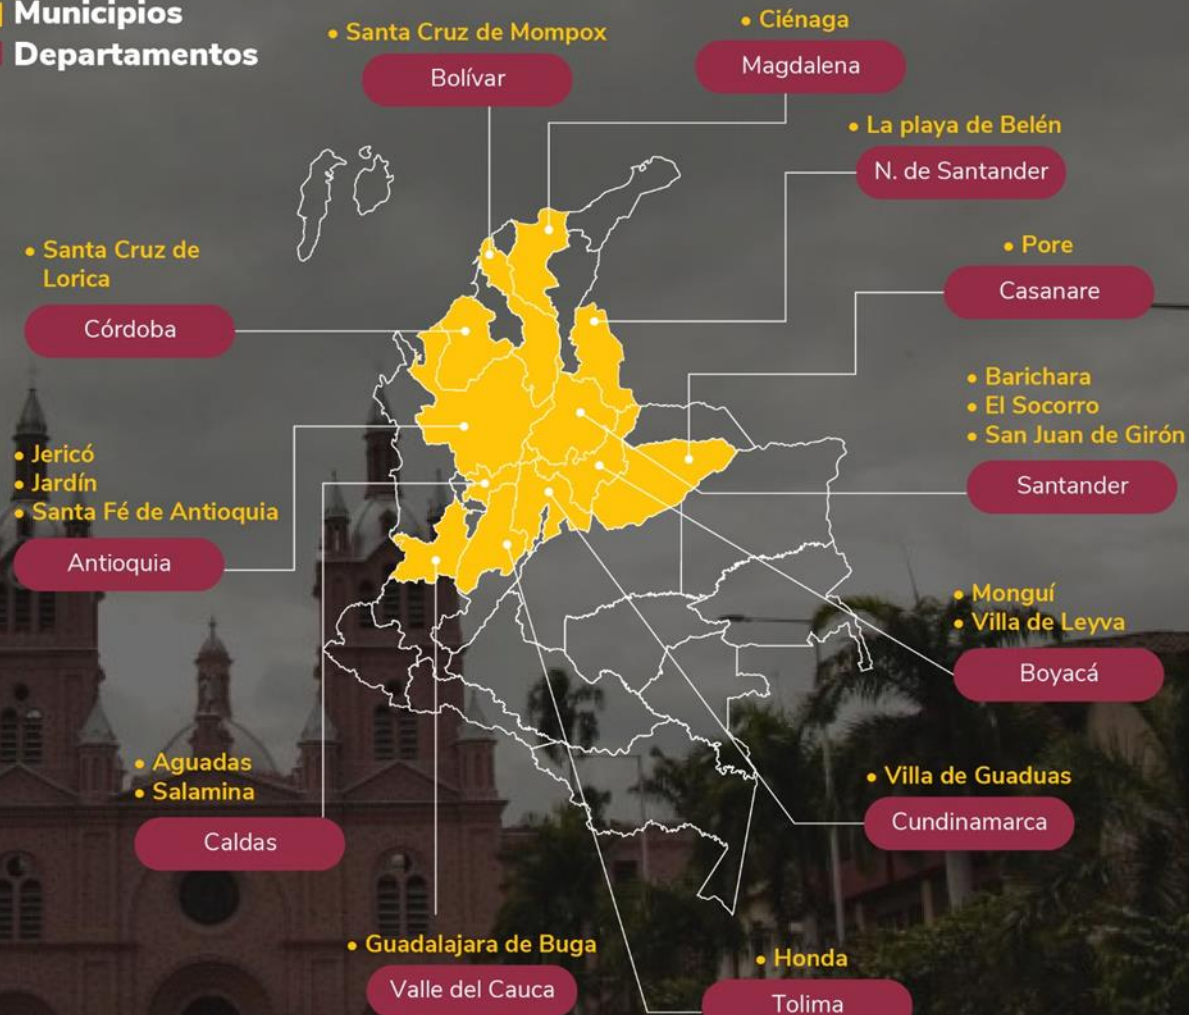 Municipios
Departamentos
• Santa Cruz de Mompox
Bolívar
• Ciénaga
Magdalena
• La playa de Belén
N. de Santander
• Santa Cruz de
Lorica
Córdoba
• Pore
Casanare
• Barichara
• El Socorro
• San Juan de Girón
Santander
• Jericó
• Jardín
• Santa Fé de Antioquia
Antioquia
• Monguí
• Villa de Leyva
Boyacá
• Aguadas
• Salamina
Caldas
• Villa de Guaduas
Cundinamarca
• Guadalajara de Buga
Valle del Cauca
• Honda
Tolima